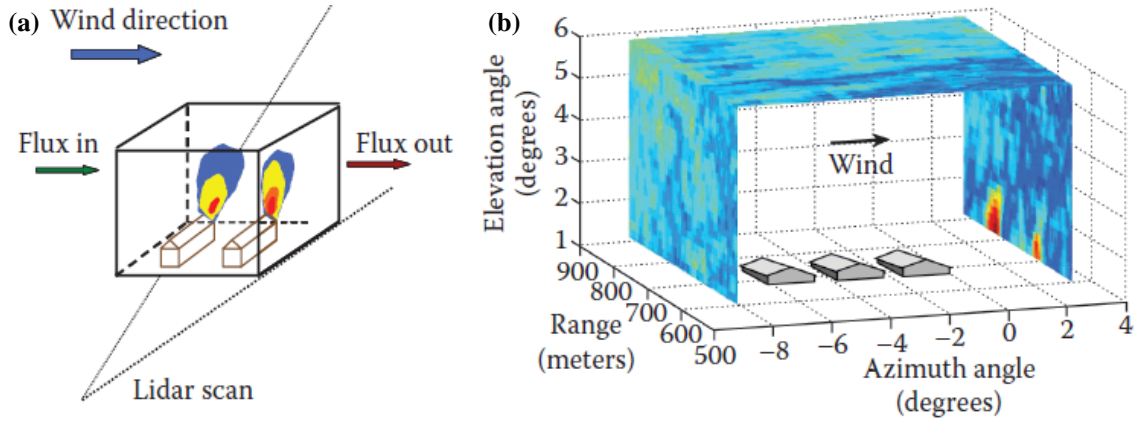 (a)
Wind direction
Flux in
Flux out
Lidar scan
(b)
Elevation angle
(degrees)
6
5
4
3
2
1
Wind
900
800
700
600
500
Range
(meters)
−8
−6
−4
−2
0
2
4
Azimuth angle
(degrees)